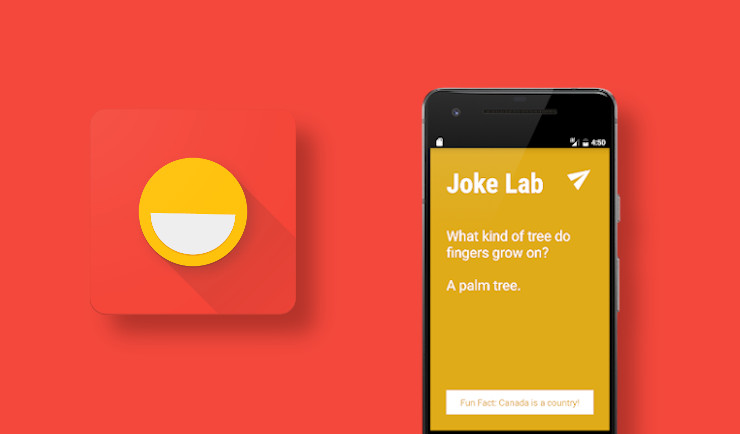 4:50
Joke Lab
What kind of tree do
fingers grow on?
A palm tree.
Fun Fact: Canada is a country!